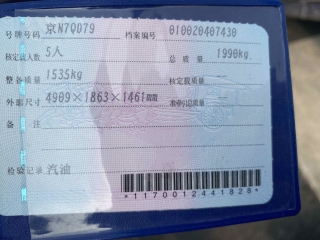 号牌号码 京N7QD79 档案编号 010020407430
核定载人数 5人 总质量 1990kg
整备质量 1535kg 核定载质量
外廓尺寸 4909×1863×1461mm 准牵引总质量
备注
检验记录 汽油
*1170012441828*